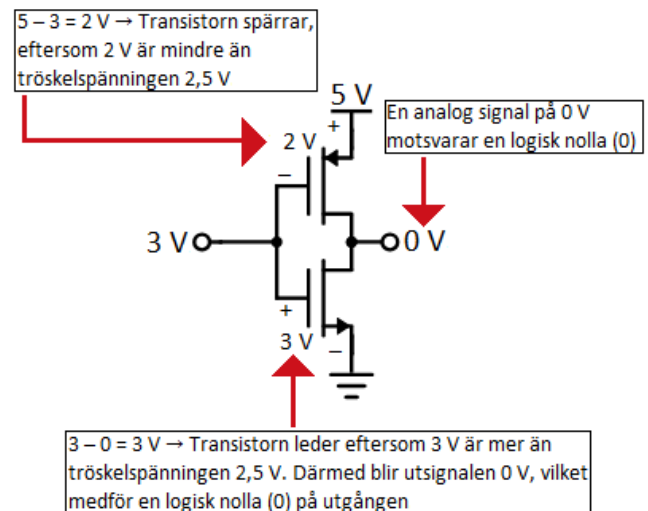 5 – 3 = 2 V → Transistorn spärrar,
eftersom 2 V är mindre än
tröskelspänningen 2,5 V
5 V
En analog signal på 0 V
motsvarar en logisk nolla (0)
+
2 V
–
3 V
0 V
+
3 V
–
3 – 0 = 3 V → Transistorn leder eftersom 3 V är mer än
tröskelspänningen 2,5 V. Därmed blir utsignalen 0 V, vilket
medför en logisk nolla (0) på utgången